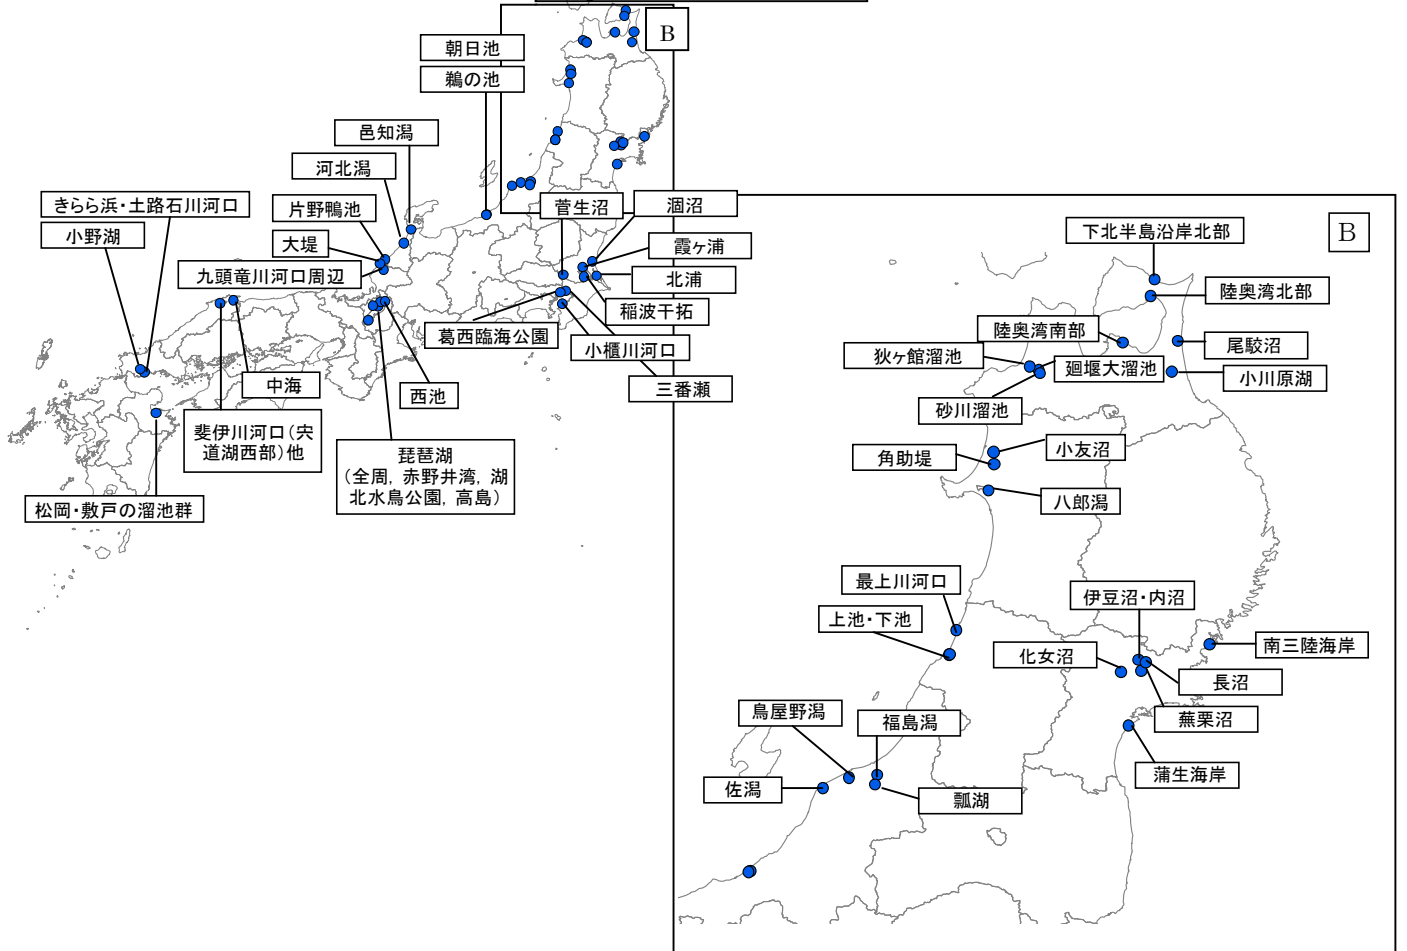 B
朝日池
鵜の池
邑知潟
河北潟
きらら浜・土路石川河口
小野湖
片野鴨池
大堤
九頭竜川河口周辺
菅生沼
涸沼
霞ヶ浦
北浦
稲波干拓
葛西臨海公園
小櫃川河口
三番瀬
中海
西池
斐伊川河口(宍
道湖西部)他
琵琶湖
(全周, 赤野井湾, 湖
北水鳥公園, 高島)
松岡・敷戸の溜池群
B
下北半島沿岸北部
陸奥湾北部
陸奥湾南部
尾駮沼
狄ヶ館溜池
廻堰大溜池
小川原湖
砂川溜池
小友沼
角助堤
八郎潟
最上川河口
上池・下池
伊豆沼・内沼
化女沼
南三陸海岸
長沼
蕪栗沼
蒲生海岸
鳥屋野潟
福島潟
佐潟
瓢湖